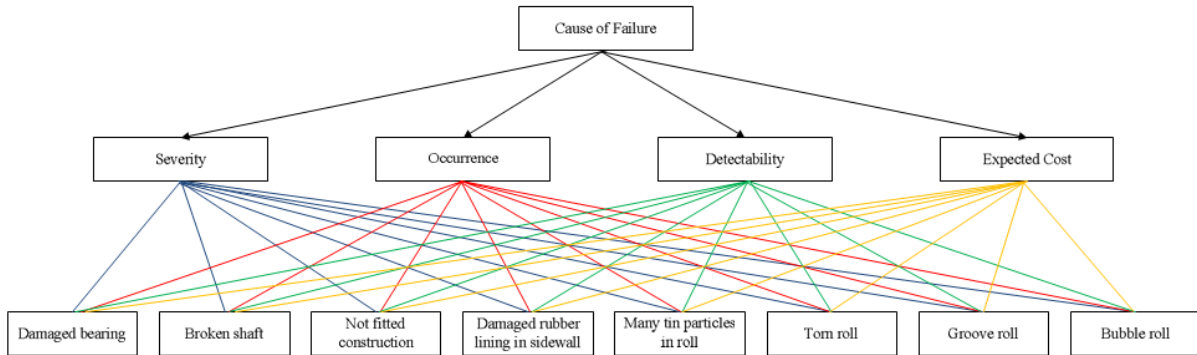 Cause of Failure
Severity
Occurrence
Detectability
Expected Cost
Damaged bearing
Broken shaft
Not fitted
construction
Damaged rubber
lining in sidewall
Many tin particles
in roll
Torn roll
Groove roll
Bubble roll